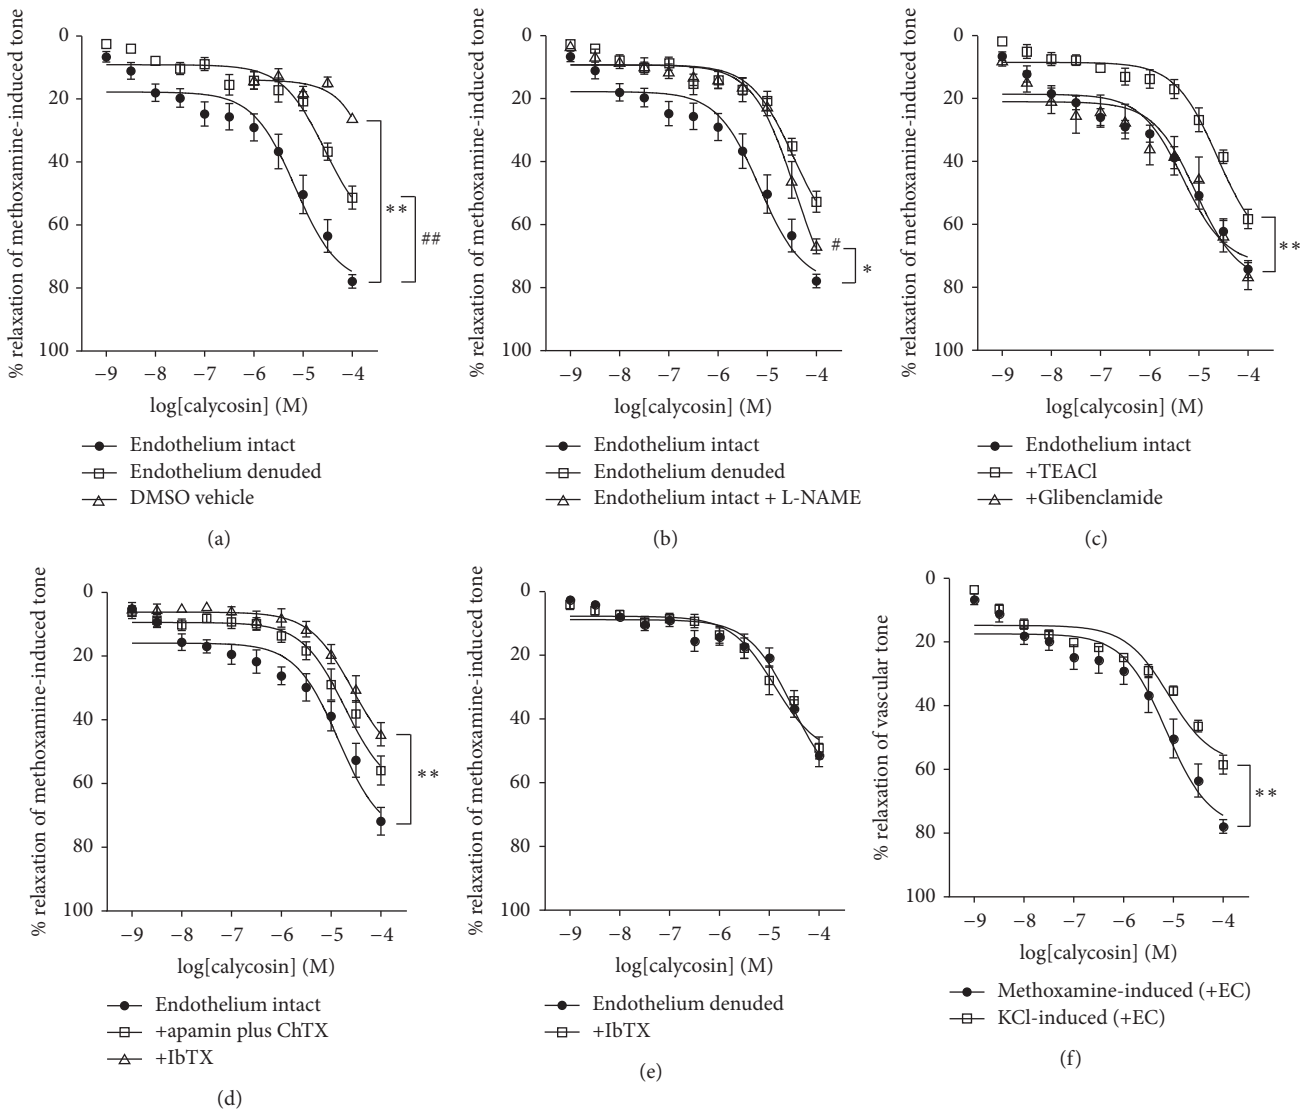 % relaxation of methoxamine-induced tone
0
20
40
60
80
100
−9 −8 −7 −6 −5 −4
log[calycosin] (M)
**
##
Endothelium intact
Endothelium denuded
DMSO vehicle
(a)
% relaxation of methoxamine-induced tone
0
20
40
60
80
100
−9 −8 −7 −6 −5 −4
log[calycosin] (M)
#
*
Endothelium intact
Endothelium denuded
Endothelium intact + L-NAME
(b)
% relaxation of methoxamine-induced tone
0
20
40
60
80
100
−9 −8 −7 −6 −5 −4
log[calycosin] (M)
**
Endothelium intact
+TEACl
+Glibenclamide
(c)
% relaxation of methoxamine-induced tone
0
20
40
60
80
100
−9 −8 −7 −6 −5 −4
log[calycosin] (M)
**
Endothelium intact
+apamin plus ChTX
+IbTX
(d)
% relaxation of methoxamine-induced tone
0
20
40
60
80
100
−9 −8 −7 −6 −5 −4
log[calycosin] (M)
Endothelium denuded
+IbTX
(e)
% relaxation of vascular tone
0
20
40
60
80
100
−9 −8 −7 −6 −5 −4
log[calycosin] (M)
**
Methoxamine-induced (+EC)
KCl-induced (+EC)
(f)